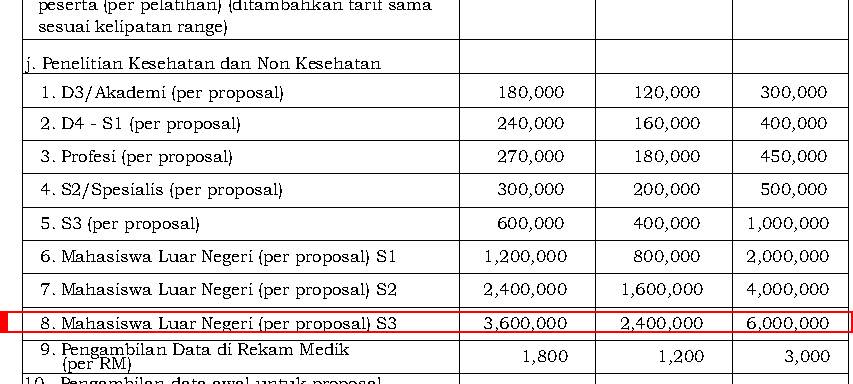 peserta (per pelatihan) (ditambahkan tarif sama
sesuai kelipatan range)
j. Penelitian Kesehatan dan Non Kesehatan
1. D3/Akademi (per proposal) 180,000 120,000 300,000
2. D4 - S1 (per proposal) 240,000 160,000 400,000
3. Profesi (per proposal) 270,000 180,000 450,000
4. S2/Spesialis (per proposal) 300,000 200,000 500,000
5. S3 (per proposal) 600,000 400,000 1,000,000
6. Mahasiswa Luar Negeri (per proposal) S1 1,200,000 800,000 2,000,000
7. Mahasiswa Luar Negeri (per proposal) S2 2,400,000 1,600,000 4,000,000
8. Mahasiswa Luar Negeri (per proposal) S3 3,600,000 2,400,000 6,000,000
9. Pengambilan Data di Rekam Medik
(per RM) 1,800 1,200 3,000
10. Pengambilan data awal untuk proposal